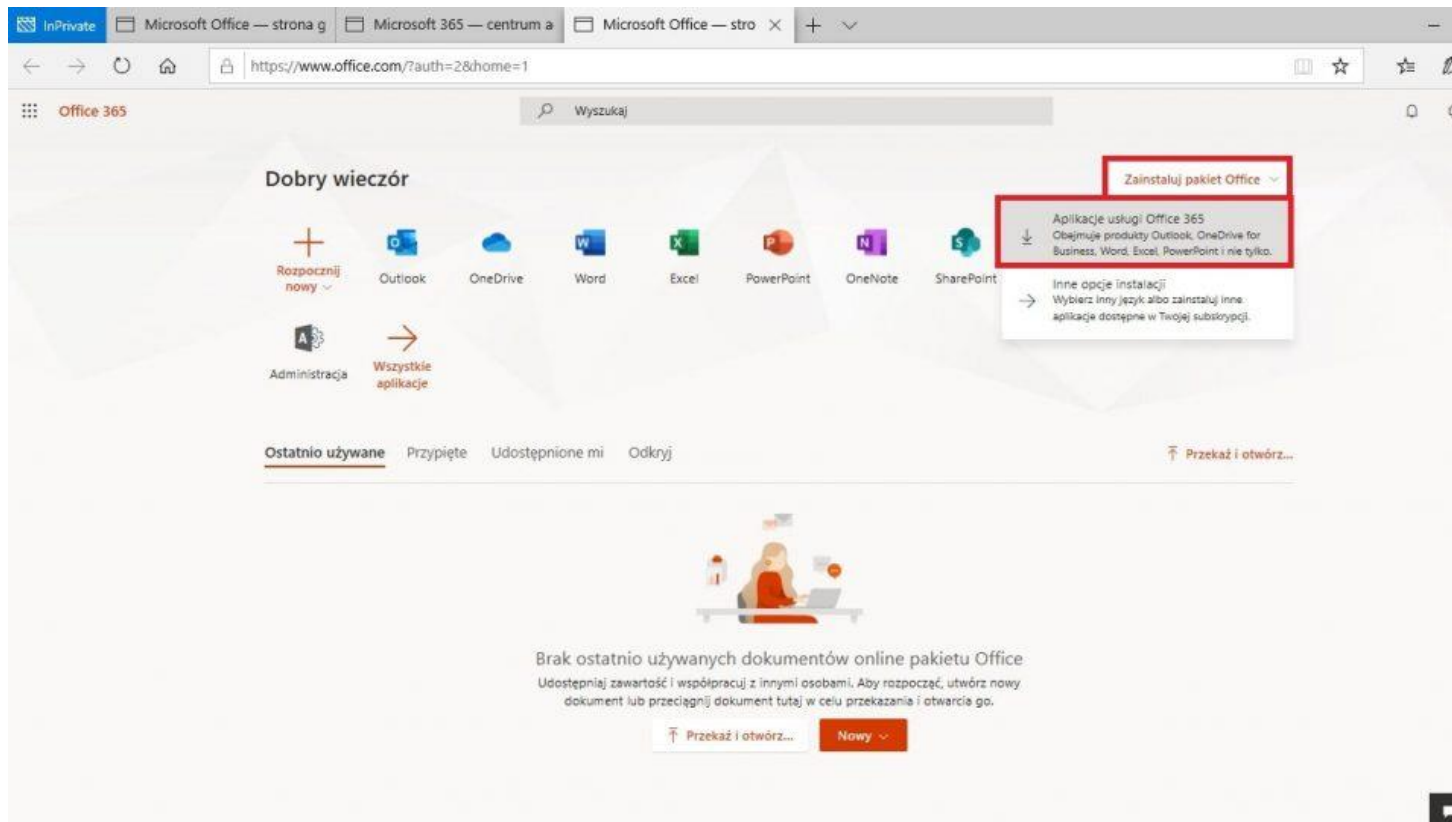 InPrivate
Microsoft Office — strona g
Microsoft 365 — centrum a
Microsoft Office — stro
https://www.office.com/?auth=2&home=1
Office 365
Wyszukaj
Dobry wieczór
Zainstaluj pakiet Office
Aplikacje usługi Office 365
Obejmuje produkty Outlook, OneDrive for
Business, Word, Excel, PowerPoint i nie tylko.
Inne opcje instalacji
Wybierz inny język albo zainstaluj inne
aplikacje dostępne w Twojej subskrypcji.
Rozpocznij
nowy
Outlook
OneDrive
Word
Excel
PowerPoint
OneNote
SharePoint
Administracja
Wszystkie
aplikacje
Ostatnio używane
Przypięte
Udostępnione mi
Odkryj
Przekaż i otwórz...
Brak ostatnio używanych dokumentów online pakietu Office
Udostępniaj zawartość i współpracuj z innymi osobami. Aby rozpocząć, utwórz nowy
dokument lub przeciągnij dokument tutaj w celu przekazania i otwarcia go.
Przekaż i otwórz...
Nowy